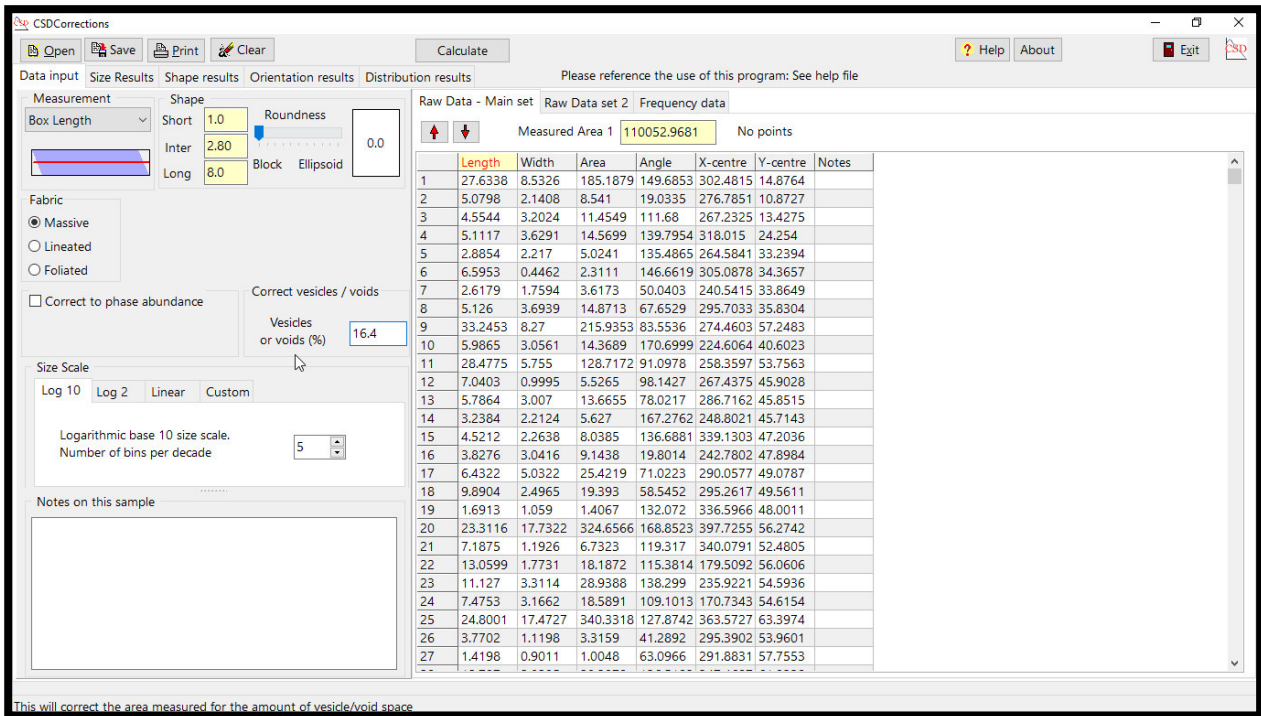 CSDCorrections
Open Save Print Clear Calculate ? Help About Exit CSD
Data input Size Results Shape results Orientation results Distribution results Please reference the use of this program: See help file
Measurement
Box Length
Shape
Short 1.0
Inter 2.80
Long 8.0
Roundness
Block Ellipsoid
0.0
Fabric
Massive
Lineated
Foliated
Correct to phase abundance
Correct vesicles / voids
Vesicles
or voids (%) 16.4
Size Scale
Log 10 Log 2 Linear Custom
Logarithmic base 10 size scale.
Number of bins per decade 5
Notes on this sample
Raw Data - Main set Raw Data set 2 Frequency data
Measured Area 1 110052.9681 No points
Length Width Area Angle X-centre Y-centre Notes
1 27.6338 8.5326 185.1879 149.6853 302.4815 14.8764
2 5.0798 2.1408 8.541 19.0335 276.7851 10.8727
3 4.5544 3.2024 11.4549 111.68 267.2325 13.4275
4 5.1117 3.6291 14.5699 139.7954 318.015 24.254
5 2.8854 2.217 5.0241 135.4865 264.5841 33.2394
6 6.5953 0.4462 2.3111 146.6619 305.0878 34.3657
7 2.6179 1.7594 3.6173 50.0403 240.5415 33.8649
8 5.126 3.6939 14.8713 67.6529 295.7033 35.8304
9 33.2453 8.27 215.9353 83.5536 274.4603 57.2483
10 5.9865 3.0561 14.3689 170.6999 224.6064 40.6023
11 28.4775 5.755 128.7172 91.0978 258.3597 53.7563
12 7.0403 0.9995 5.5265 98.1427 267.4375 45.9028
13 5.7864 3.007 13.6655 78.0217 286.7162 45.8515
14 3.2384 2.2124 5.627 167.2762 248.8021 45.7143
15 4.5212 2.2638 8.0385 136.6881 339.1303 47.2036
16 3.8276 3.0416 9.1438 19.8014 242.7802 47.8984
17 6.4322 5.0322 25.4219 71.0223 290.0577 49.0787
18 9.8904 2.4965 19.393 58.5452 295.2617 49.5611
19 1.6913 1.059 1.4067 132.072 336.5966 48.0011
20 23.3116 17.7322 324.6566 168.8523 397.7255 56.2742
21 7.1875 1.1926 6.7323 119.317 340.0791 52.4805
22 13.0599 1.7731 18.1872 115.3814 179.5092 56.0606
23 11.127 3.3114 28.9388 138.299 235.9221 54.5936
24 7.4753 3.1662 18.5891 109.1013 170.7343 54.6154
25 24.8001 17.4727 340.3318 127.8742 363.5727 63.3974
26 3.7702 1.1198 3.3159 41.2892 295.3902 53.9601
27 1.4198 0.9011 1.0048 63.0966 291.8831 57.7553
This will correct the area measured for the amount of vesicle/void space